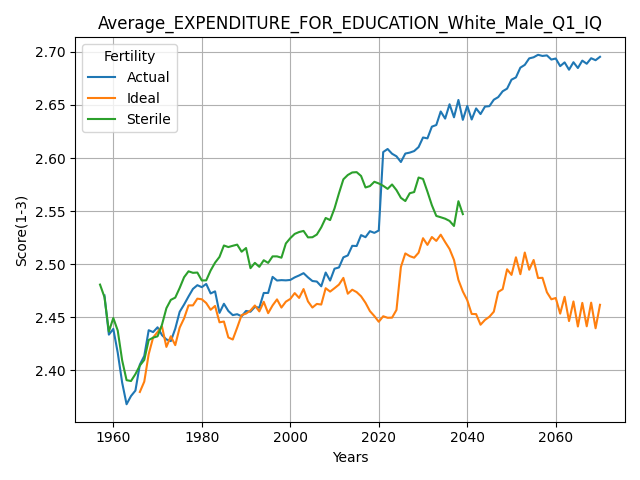 Average_EXPENDITURE_FOR_EDUCATION_White_Male_Q1_IQ
Fertility
Actual
Ideal
Sterile
2.70
2.65
2.60
2.55
2.50
2.45
2.40
Score(1-3)
1960
1980
2000
2020
2040
2060
Years